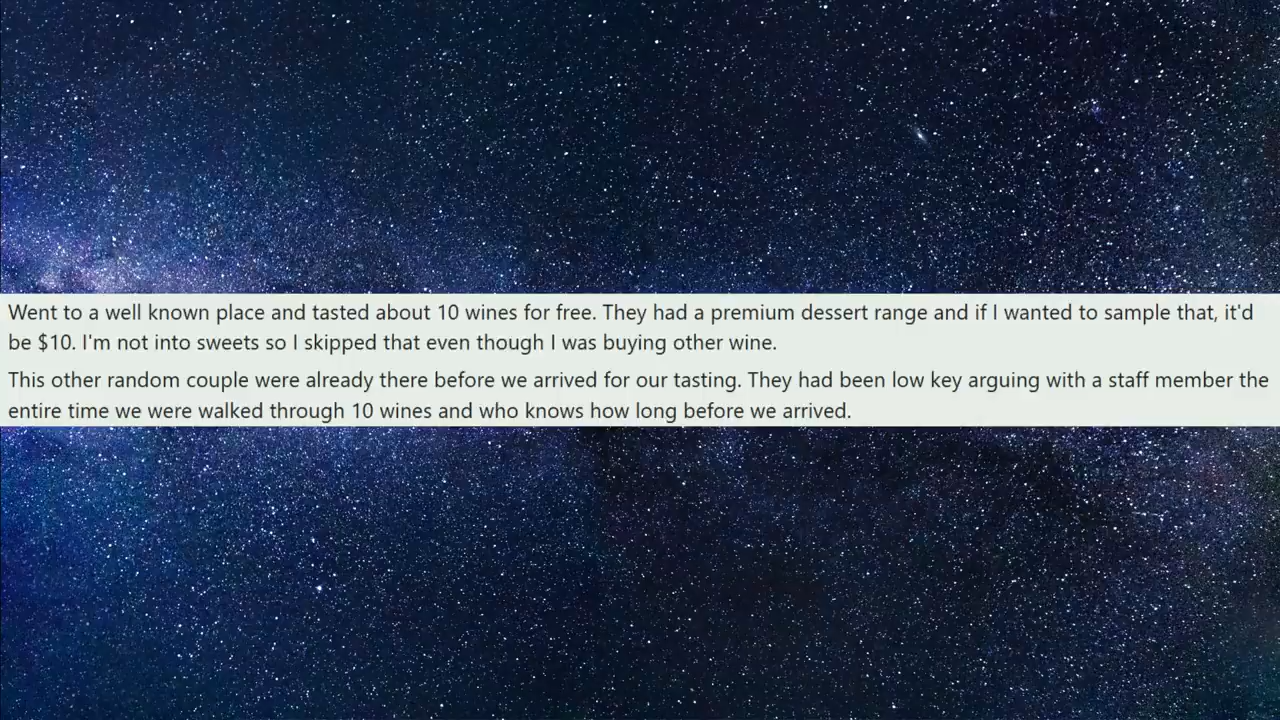 Went to a well known place and tasted about 10 wines for free. They had a premium dessert range and if I wanted to sample that, it'd
be $10. I'm not into sweets so I skipped that even though I was buying other wine.
This other random couple were already there before we arrived for our tasting. They had been low key arguing with a staff member the
entire time we were walked through 10 wines and who knows how long before we arrived.